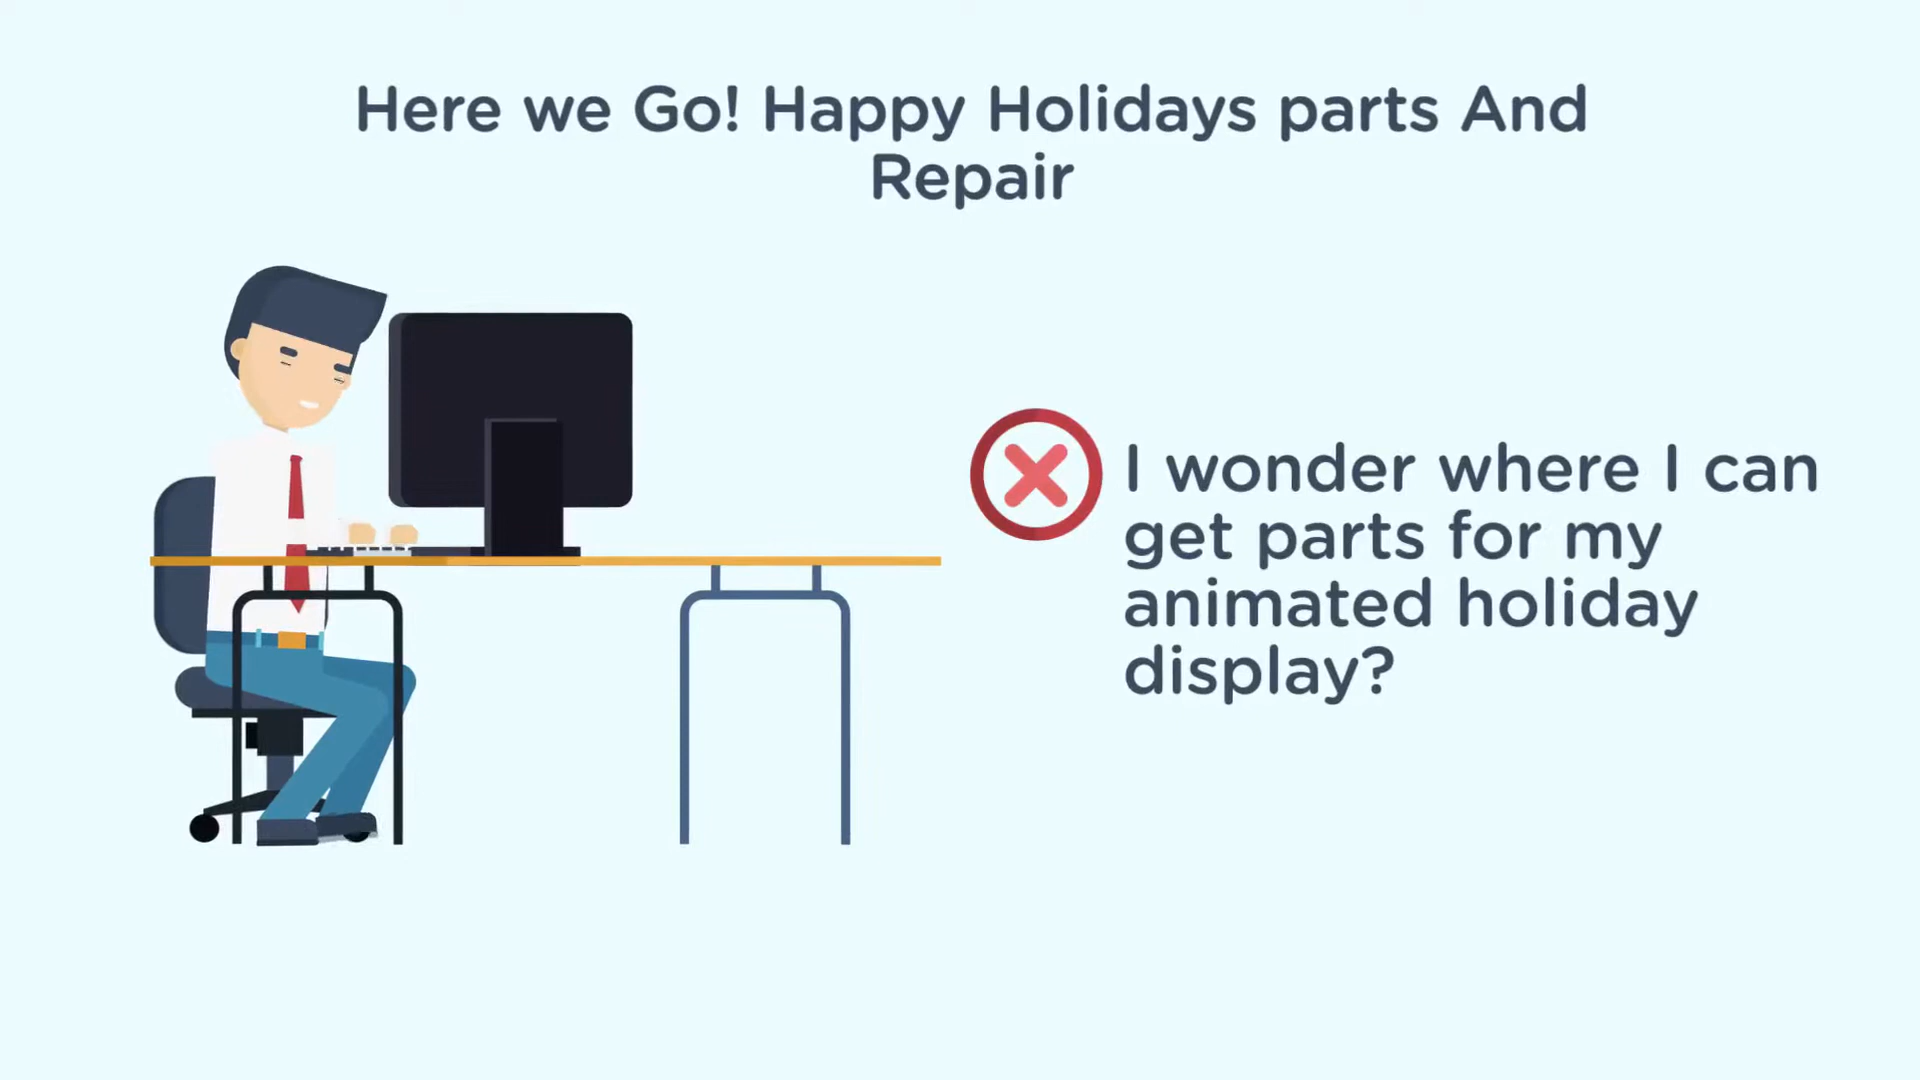 Here we Go! Happy Holidays parts And
Repair
I wonder where I can
get parts for my
animated holiday
display?